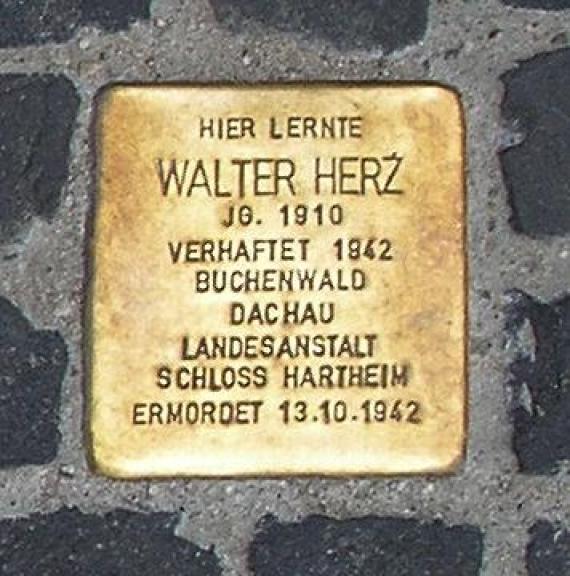 HIER LERNTE
WALTER HERZ
JG. 1910
VERHAFTET 1942
BUCHENWALD
DACHAU
LANDESANSTALT
SCHLOSS HARTHEIM
ERMORDET 13.10.1942